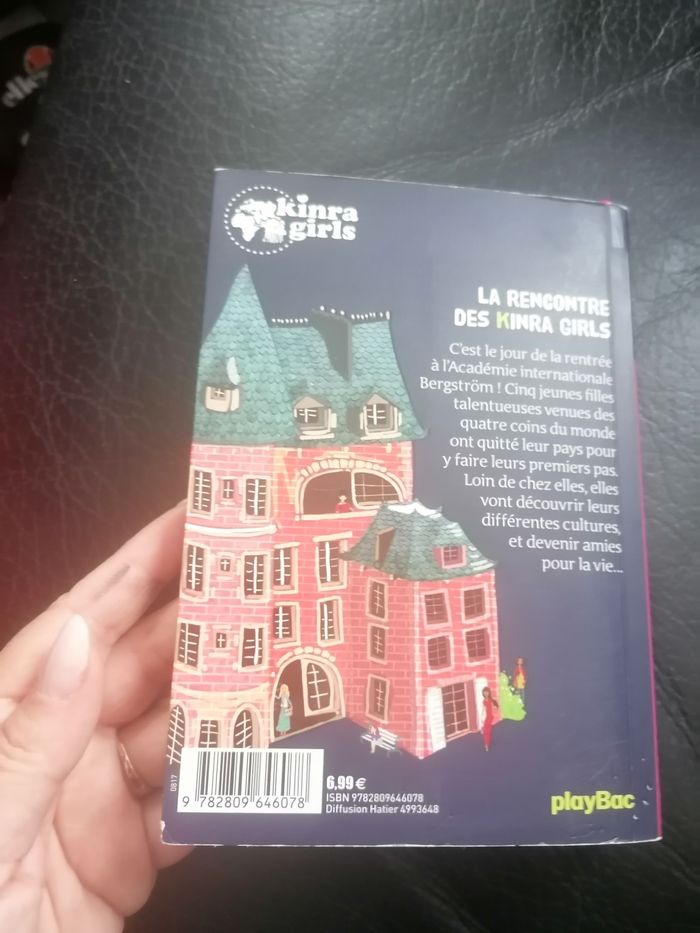 kinra
girls
LA RENCONTRE
DES KINRA GIRLS
C'est le jour de la rentrée
à l'Académie internationale
Bergström ! Cinq jeunes filles
talentueuses venues des
quatre coins du monde
ont quitté leur pays pour
y faire leurs premiers pas.
Loin de chez elles, elles
vont découvrir leurs
différentes cultures,
et devenir amies
pour la vie...
0817
9 782809 646078
6,99 €
ISBN 9782809646078
Diffusion Hatier 4993648
playBac